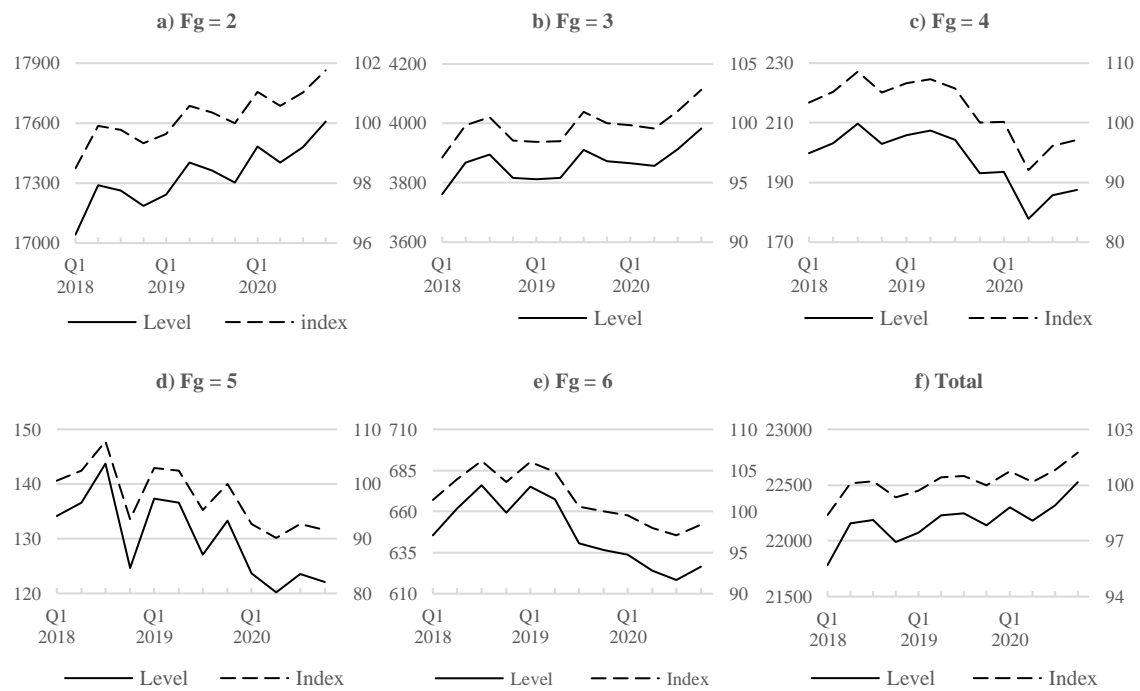 a) Fg = 2
17900
17600
17300
17000
102
100
98
96
Q1
2018
Q1
2019
Q1
2020
Level
index
b) Fg = 3
4200
4000
3800
3600
105
100
95
90
Q1
2018
Q1
2019
Q1
2020
Level
c) Fg = 4
230
210
190
170
110
100
90
80
Q1
2018
Q1
2019
Q1
2020
Level
Index
d) Fg = 5
150
140
130
120
110
100
90
80
Q1
2018
Q1
2019
Q1
2020
Level
Index
e) Fg = 6
710
685
660
635
610
110
105
100
95
90
Q1
2018
Q1
2019
Q1
2020
Level
Index
f) Total
23000
22500
22000
21500
103
100
97
94
Q1
2018
Q1
2019
Q1
2020
Level
Index